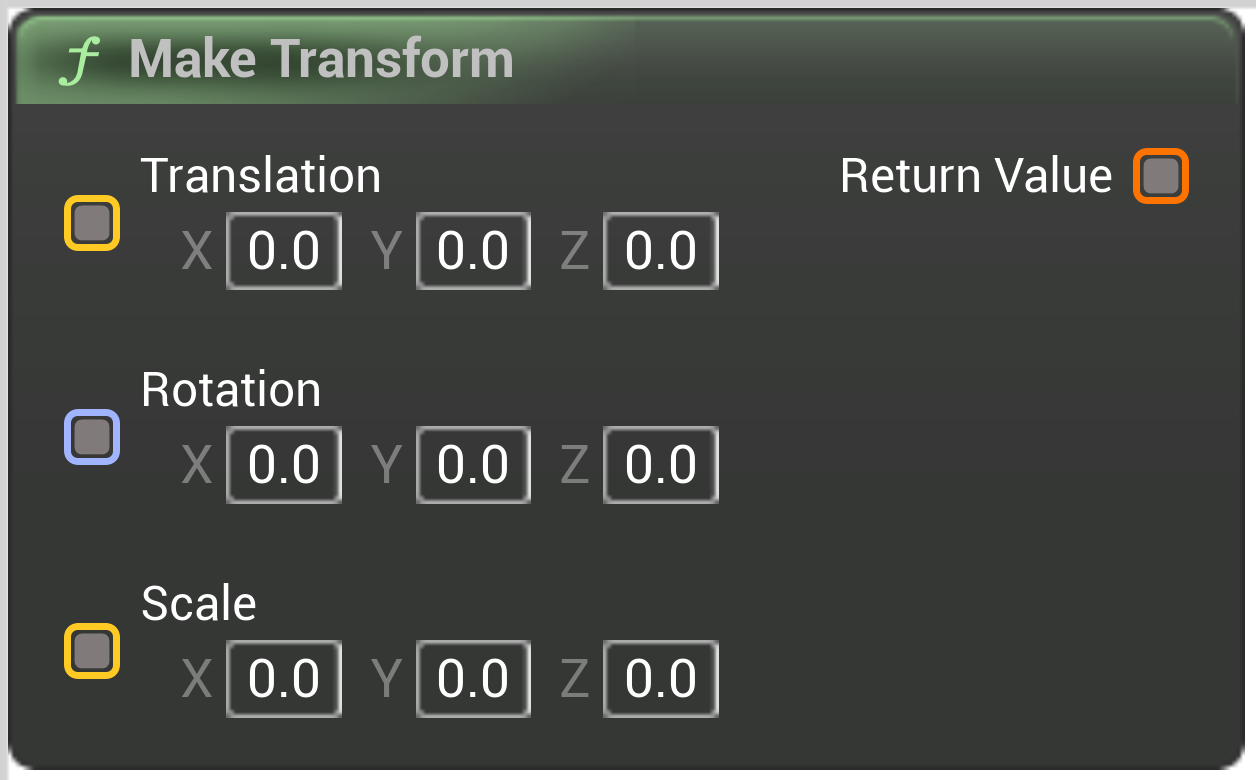 f Make Transform
Translation
Return Value
X 0.0 Y 0.0 Z 0.0
Rotation
X 0.0 Y 0.0 Z 0.0
Scale
X 0.0 Y 0.0 Z 0.0